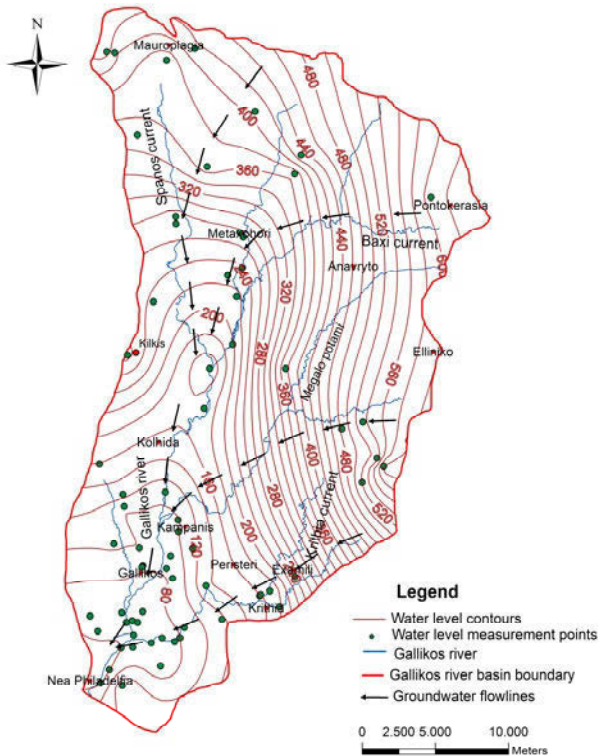 N
Mauroplagia
480
400
440
480
Spanos current
360
320
Pontokerasia
520
Metaxohori
440
Baxi current
600
240
Anavryto
320
200
Kilkis
280
Megalo potami
Elliniko
360
560
Kolhida
400
480
160
Gallikos river
280
Krithia current
520
Kampanis
200
120
Peristeri
Examili
Gallikos
80
Krithia
Nea Philadelfia
Legend
Water level contours
Water level measurement points
Gallikos river
Gallikos river basin boundary
Groundwater flowlines
0 2.500 5.000 10.000
Meters